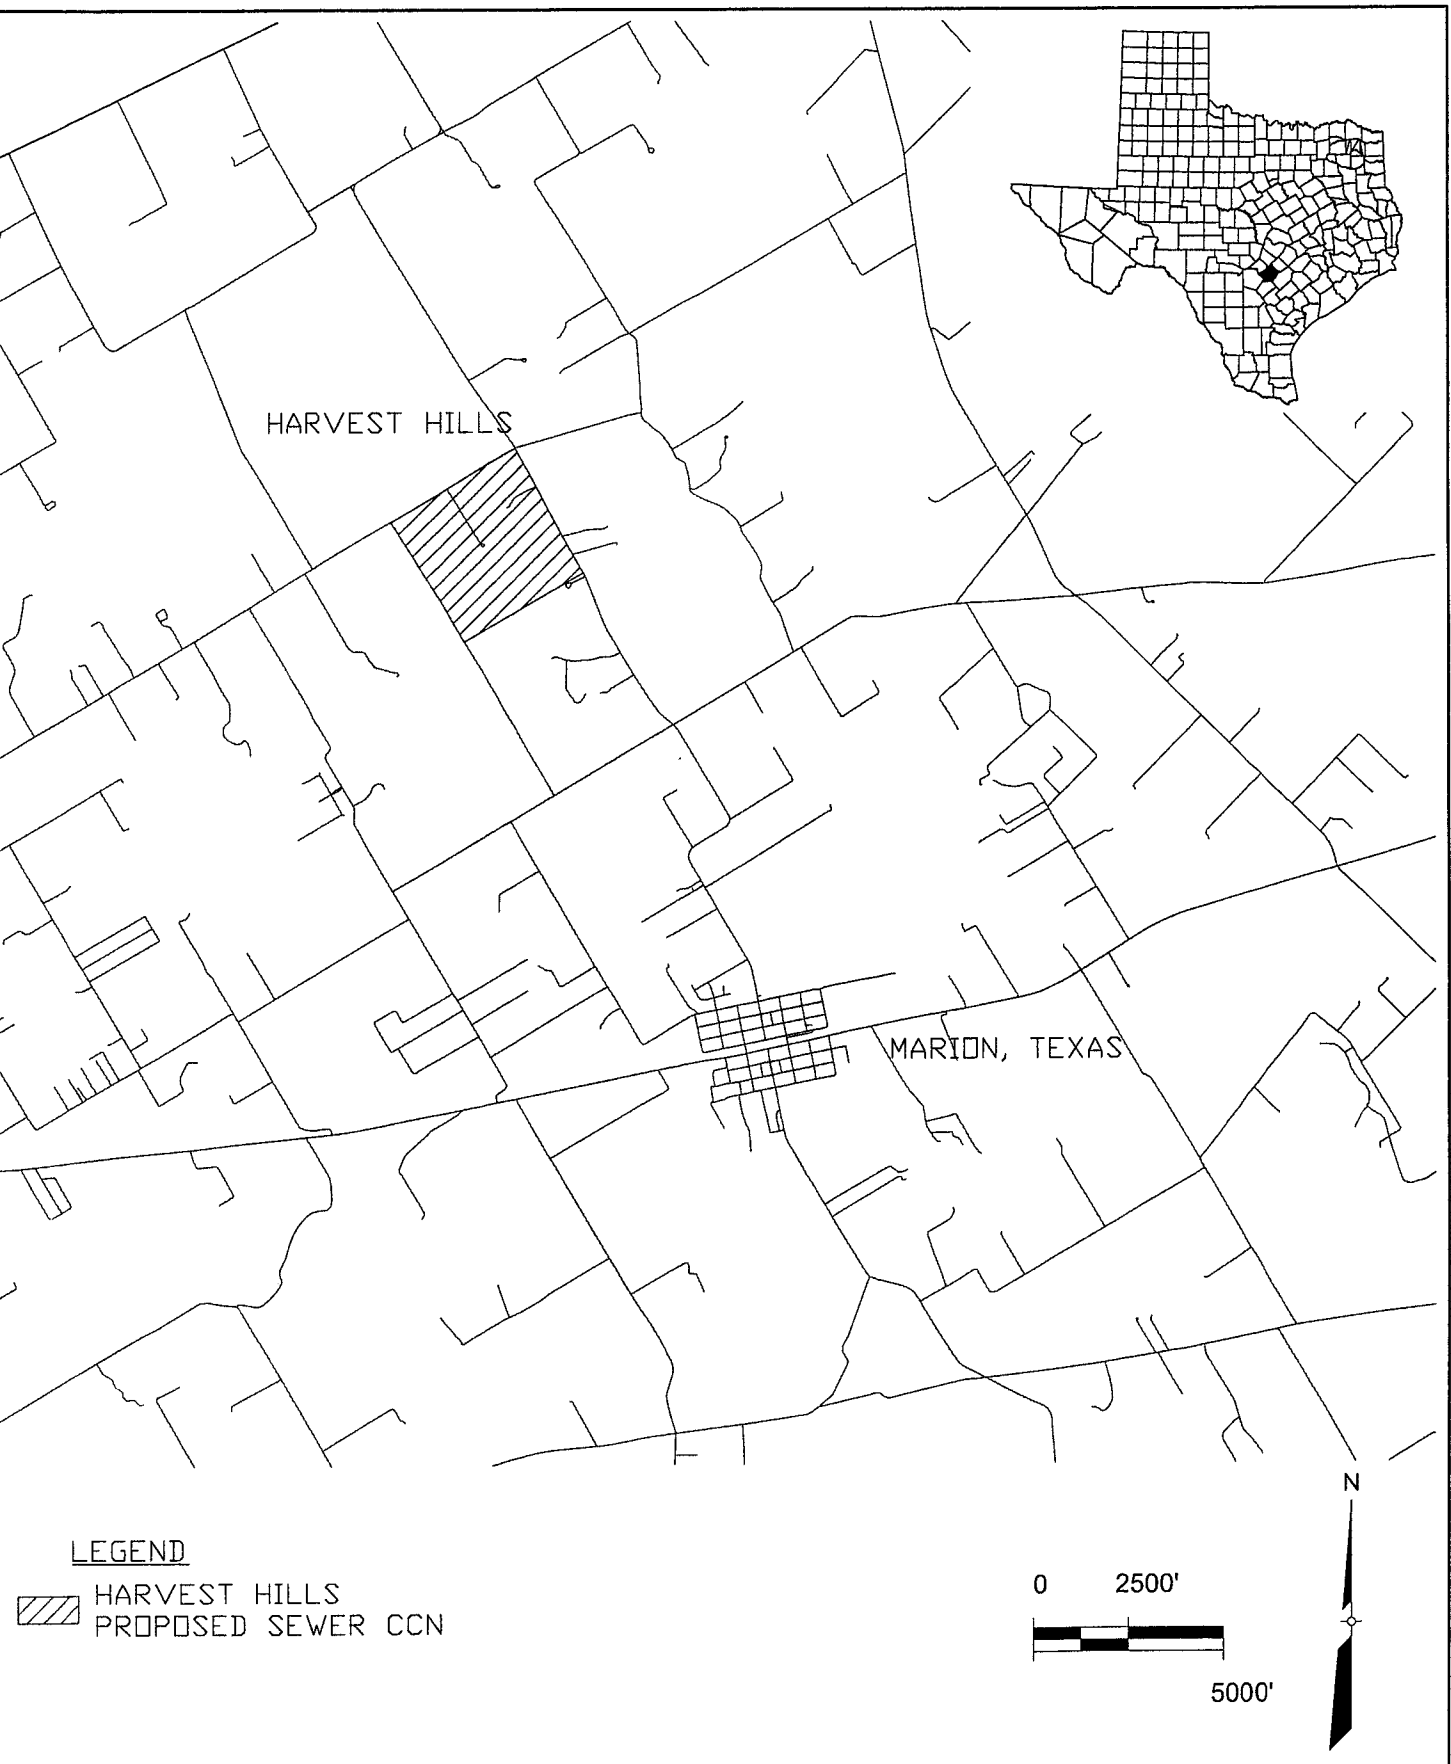 HARVEST HILLS
MARION, TEXAS
N
LEGEND
HARVEST HILLS
PROPOSED SEWER CCN
0 2500'
5000'